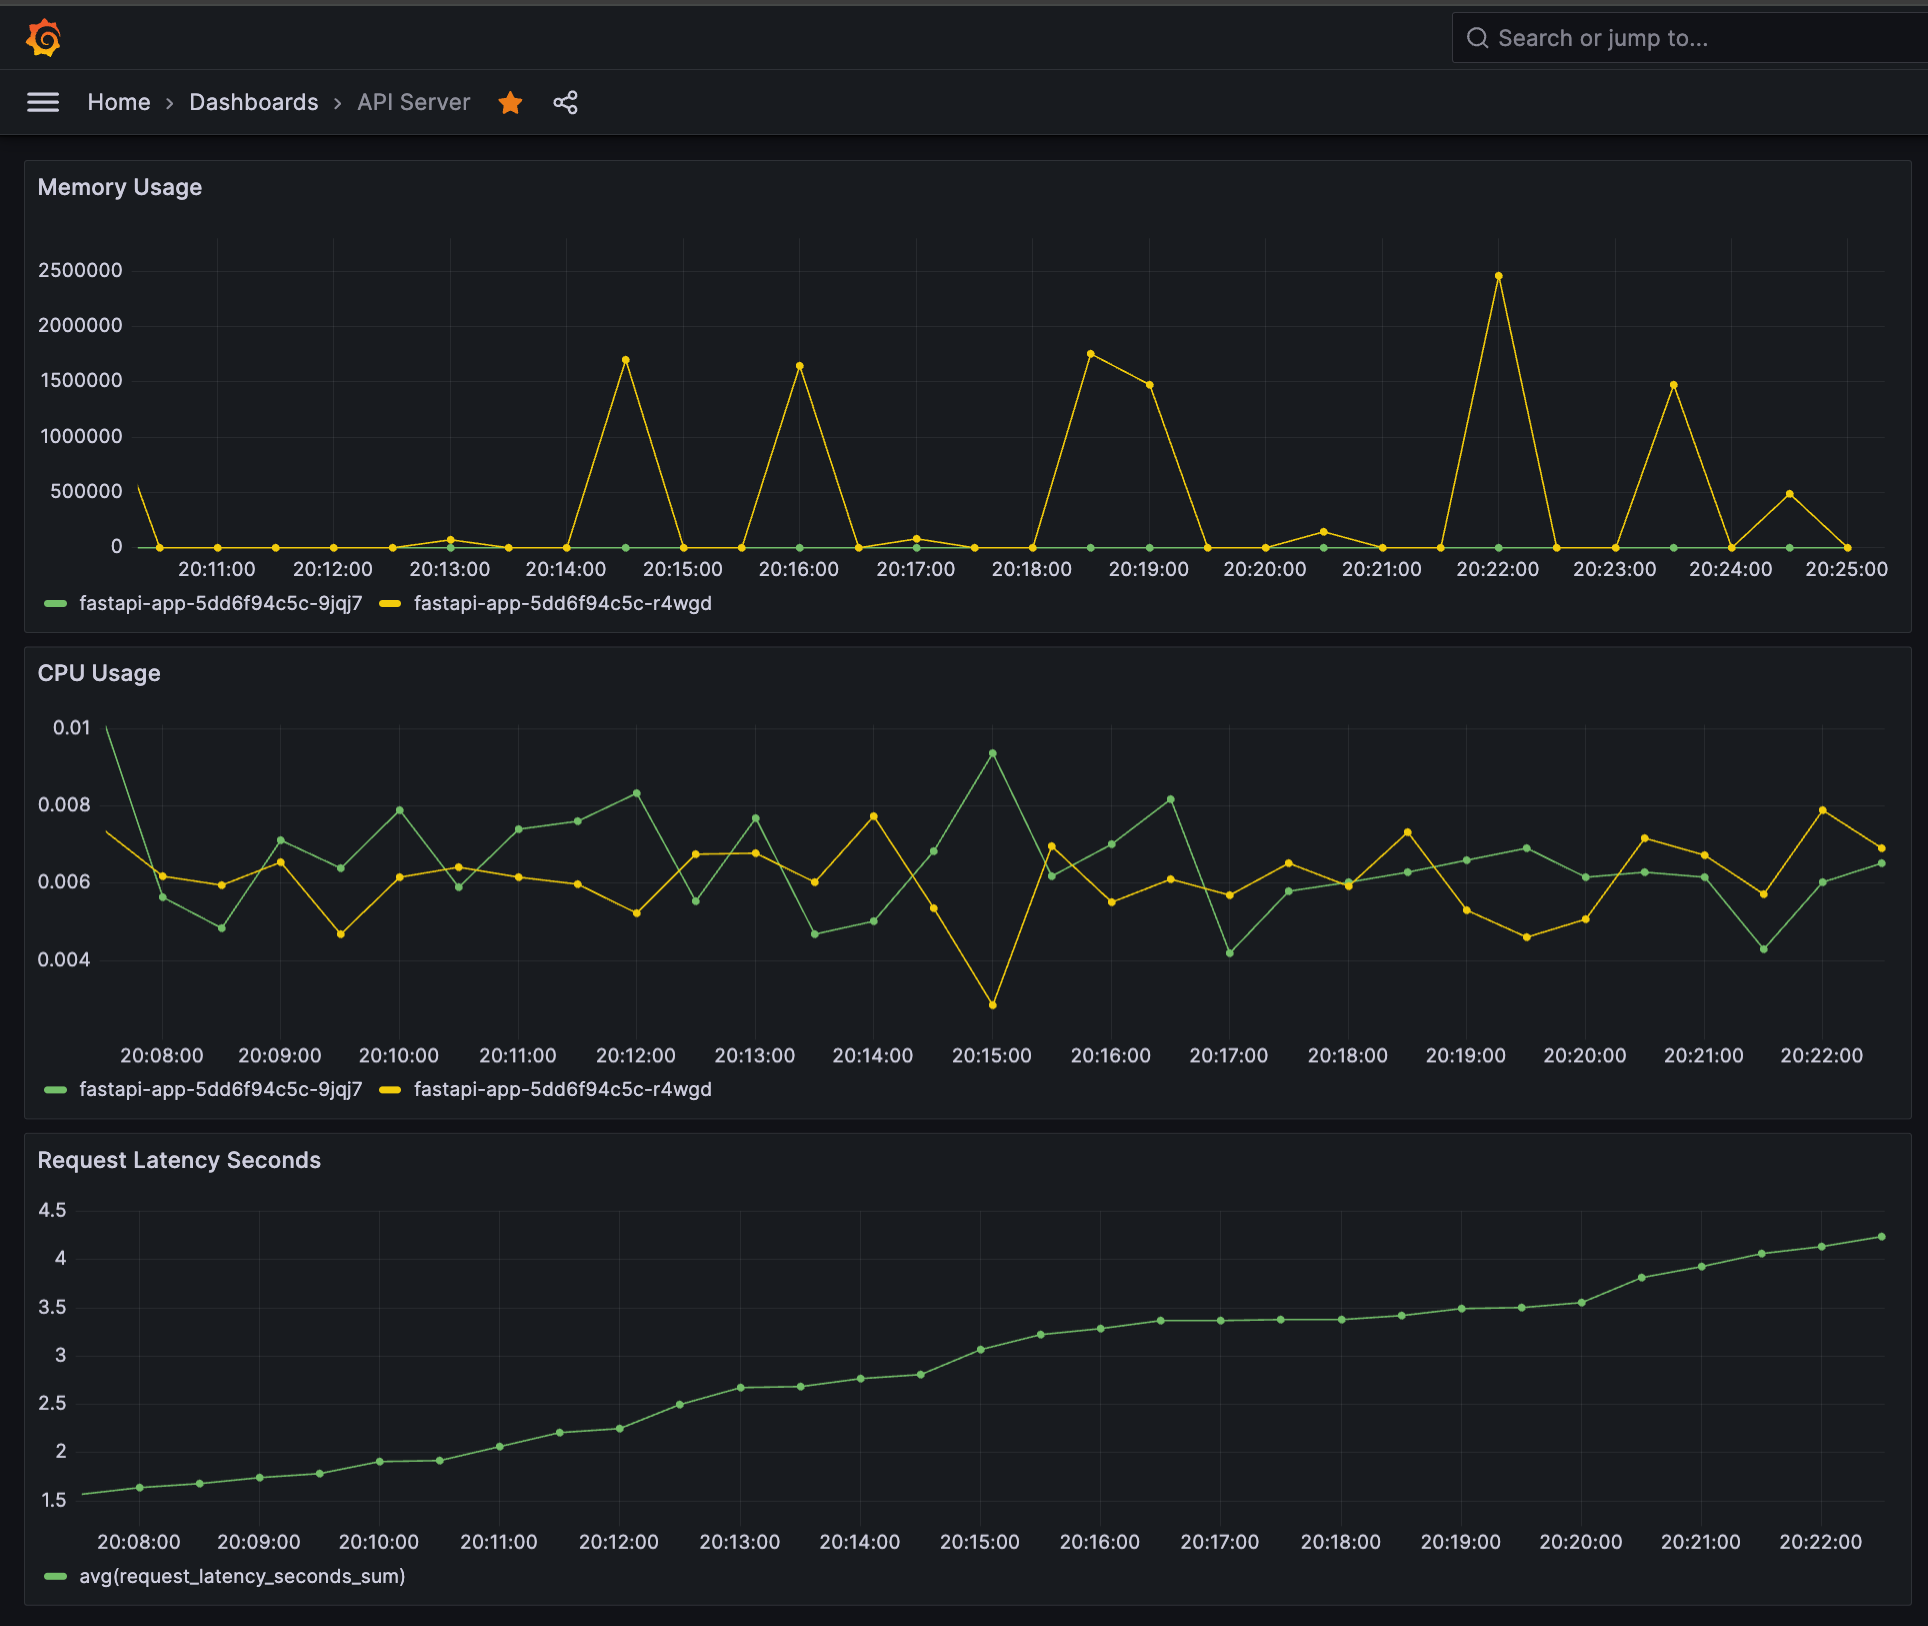 Search or jump to...
Home › Dashboards › API Server
Memory Usage
2500000
2000000
1500000
1000000
500000
0
20:11:00 20:12:00 20:13:00 20:14:00 20:15:00 20:16:00 20:17:00 20:18:00 20:19:00 20:20:00 20:21:00 20:22:00 20:23:00 20:24:00 20:25:00
fastapi-app-5dd6f94c5c-9jqj7 fastapi-app-5dd6f94c5c-r4wgd
CPU Usage
0.01
0.008
0.006
0.004
20:08:00 20:09:00 20:10:00 20:11:00 20:12:00 20:13:00 20:14:00 20:15:00 20:16:00 20:17:00 20:18:00 20:19:00 20:20:00 20:21:00 20:22:00
fastapi-app-5dd6f94c5c-9jqj7 fastapi-app-5dd6f94c5c-r4wgd
Request Latency Seconds
4.5
4
3.5
3
2.5
2
1.5
20:08:00 20:09:00 20:10:00 20:11:00 20:12:00 20:13:00 20:14:00 20:15:00 20:16:00 20:17:00 20:18:00 20:19:00 20:20:00 20:21:00 20:22:00
avg(request_latency_seconds_sum)